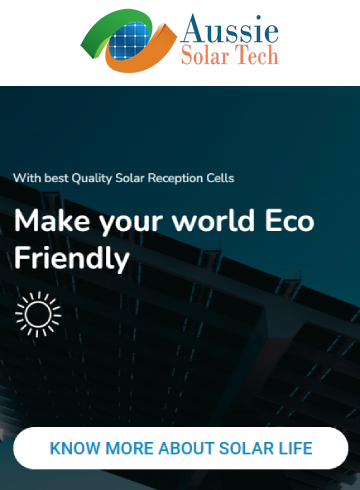 Aussie
Solar Tech
With best Quality Solar Reception Cells
Make your world Eco
Friendly
KNOW MORE ABOUT SOLAR LIFE